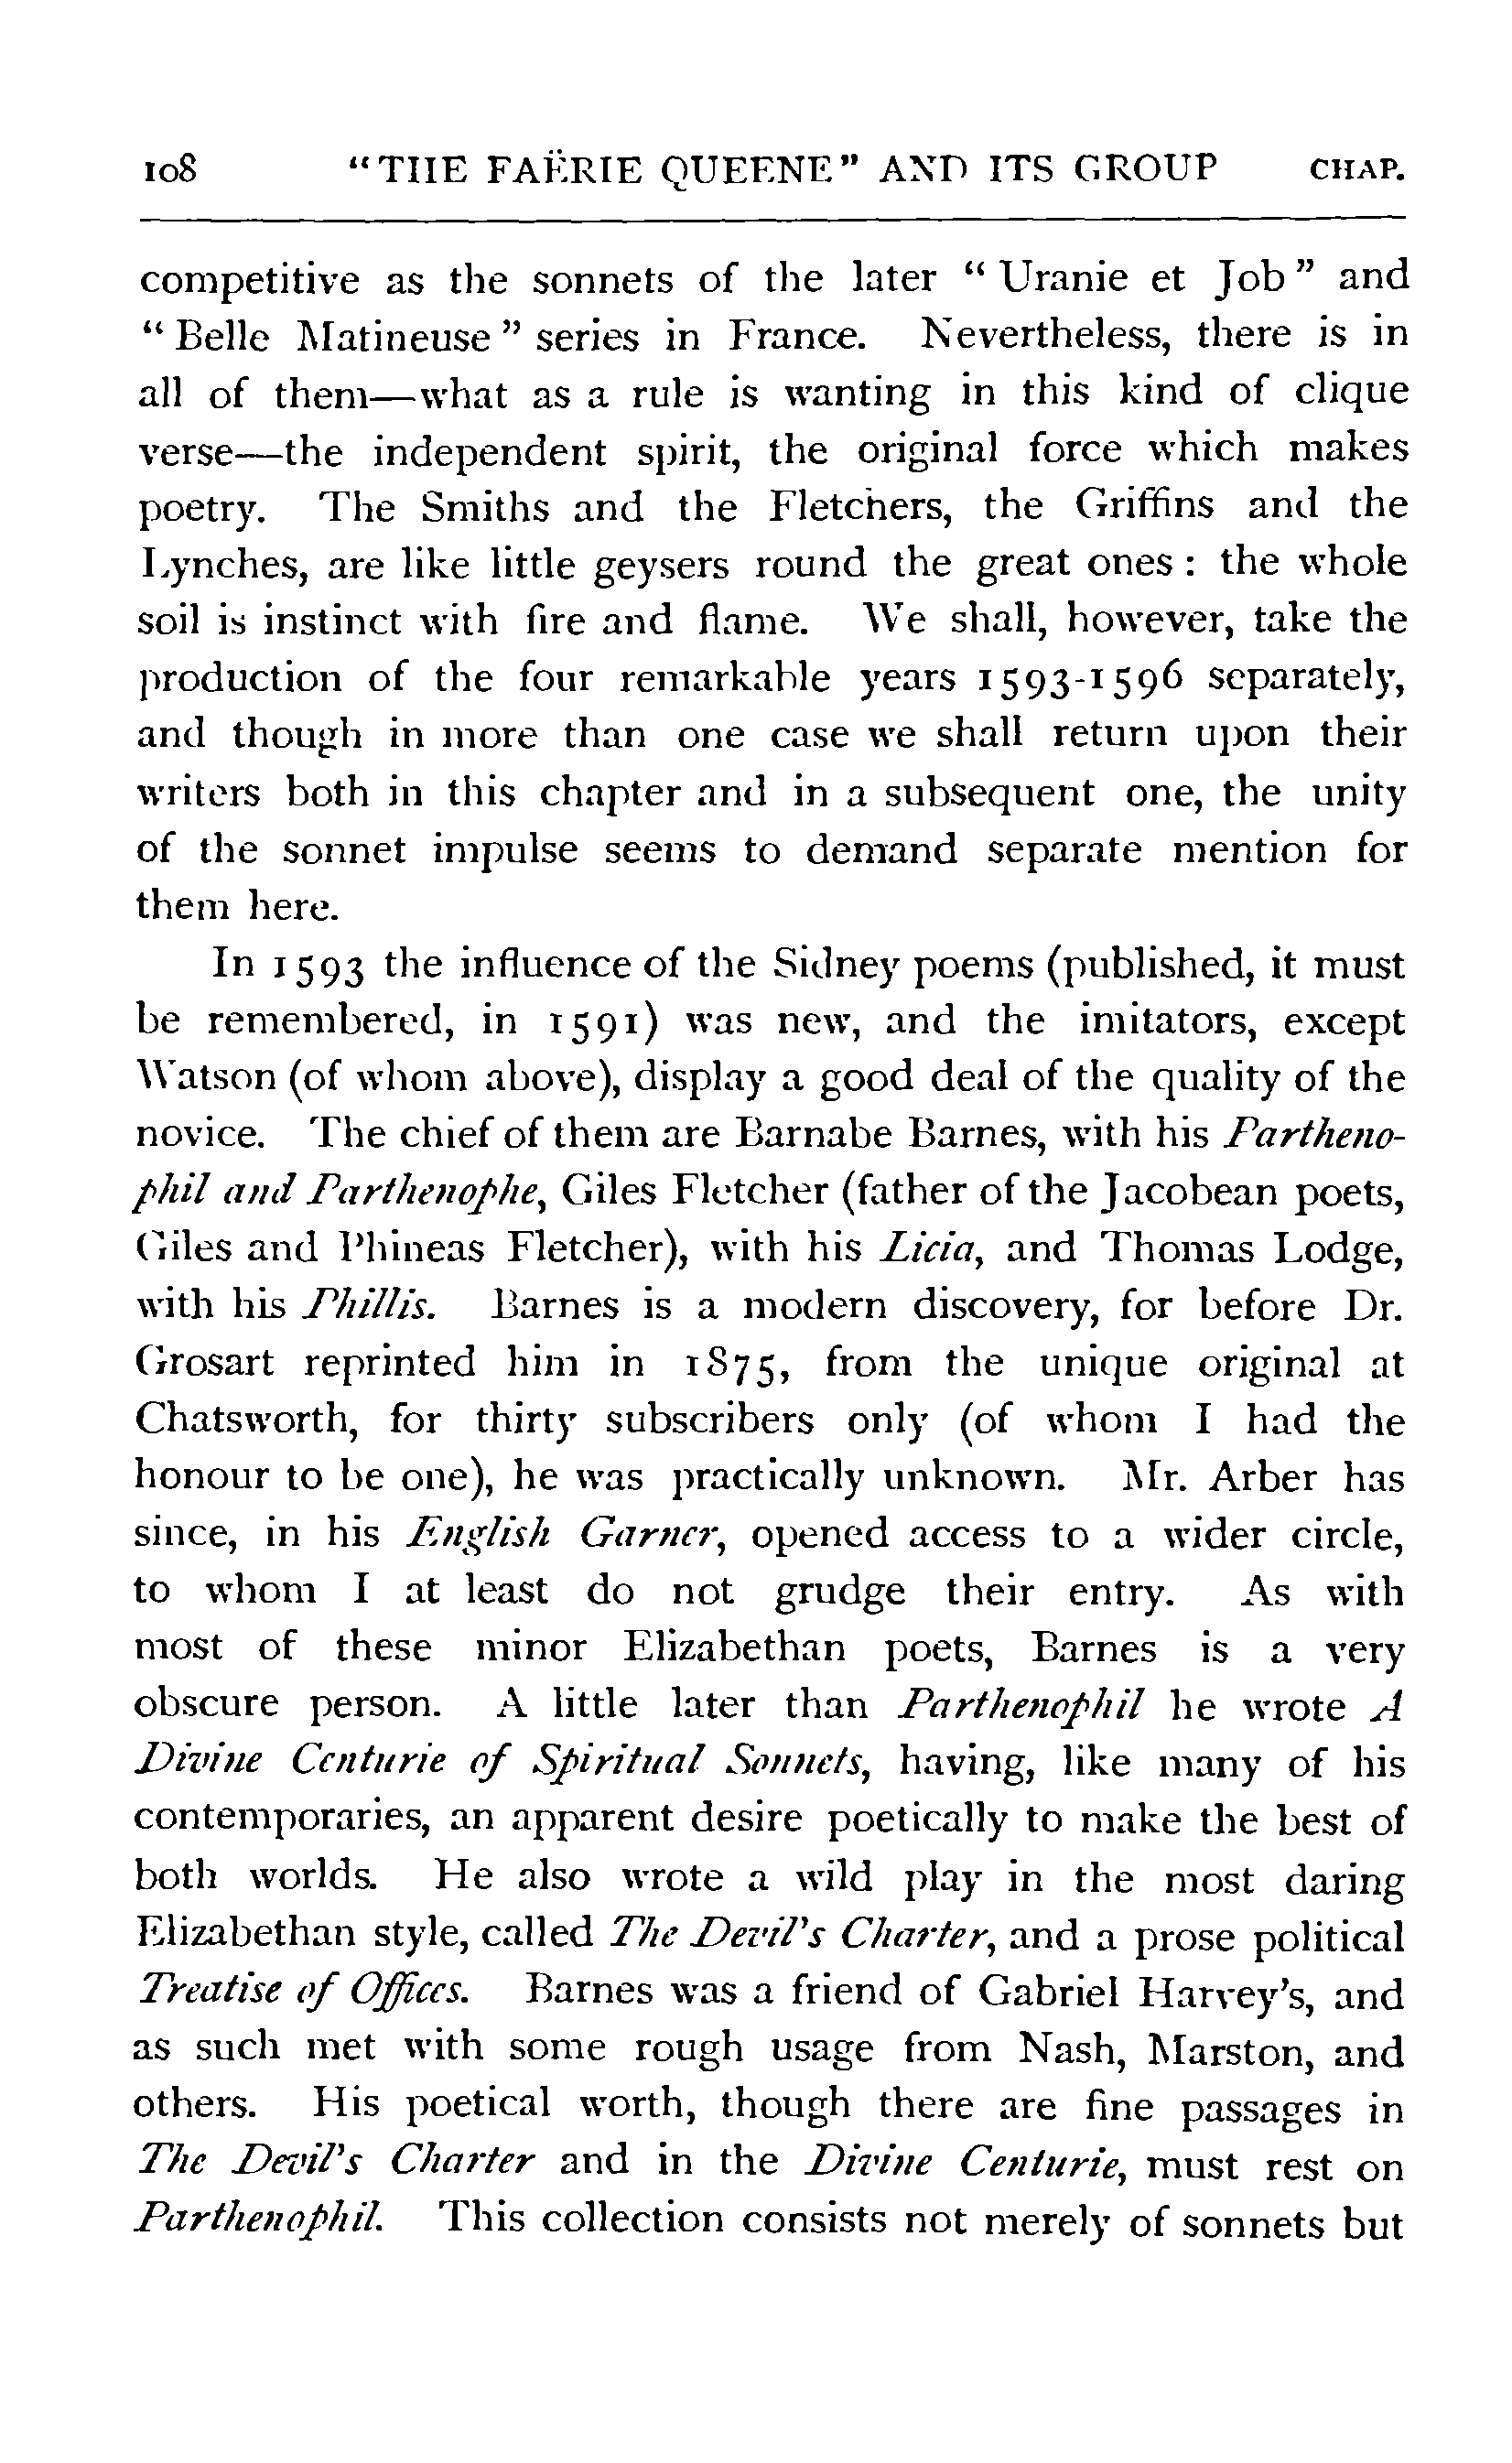 108 "THE FAËRIE QUEENE" AND ITS GROUP CHAP.
competitive as the sonnets of the later "Uranie et Job" and
"Belle Matineuse" series in France. Nevertheless, there is in
all of them—what as a rule is wanting in this kind of clique
verse—the independent spirit, the original force which makes
poetry. The Smiths and the Fletchers, the Griffins and the
Lynches, are like little geysers round the great ones: the whole
soil is instinct with fire and flame. We shall, however, take the
production of the four remarkable years 1593-1596 separately,
and though in more than one case we shall return upon their
writers both in this chapter and in a subsequent one, the unity
of the sonnet impulse seems to demand separate mention for
them here.
In 1593 the influence of the Sidney poems (published, it must
be remembered, in 1591) was new, and the imitators, except
Watson (of whom above), display a good deal of the quality of the
novice. The chief of them are Barnabe Barnes, with his Partheno-
phil and Parthenophe, Giles Fletcher (father of the Jacobean poets,
Giles and Phineas Fletcher), with his Licia, and Thomas Lodge,
with his Phillis. Barnes is a modern discovery, for before Dr.
Grosart reprinted him in 1875, from the unique original at
Chatsworth, for thirty subscribers only (of whom I had the
honour to be one), he was practically unknown. Mr. Arber has
since, in his English Garner, opened access to a wider circle,
to whom I at least do not grudge their entry. As with
most of these minor Elizabethan poets, Barnes is a very
obscure person. A little later than Parthenophil he wrote A
Divine Centurie of Spiritual Sonnets, having, like many of his
contemporaries, an apparent desire poetically to make the best of
both worlds. He also wrote a wild play in the most daring
Elizabethan style, called The Devil's Charter, and a prose political
Treatise of Offices. Barnes was a friend of Gabriel Harvey's, and
as such met with some rough usage from Nash, Marston, and
others. His poetical worth, though there are fine passages in
The Devil's Charter and in the Divine Centurie, must rest on
Parthenophil. This collection consists not merely of sonnets but